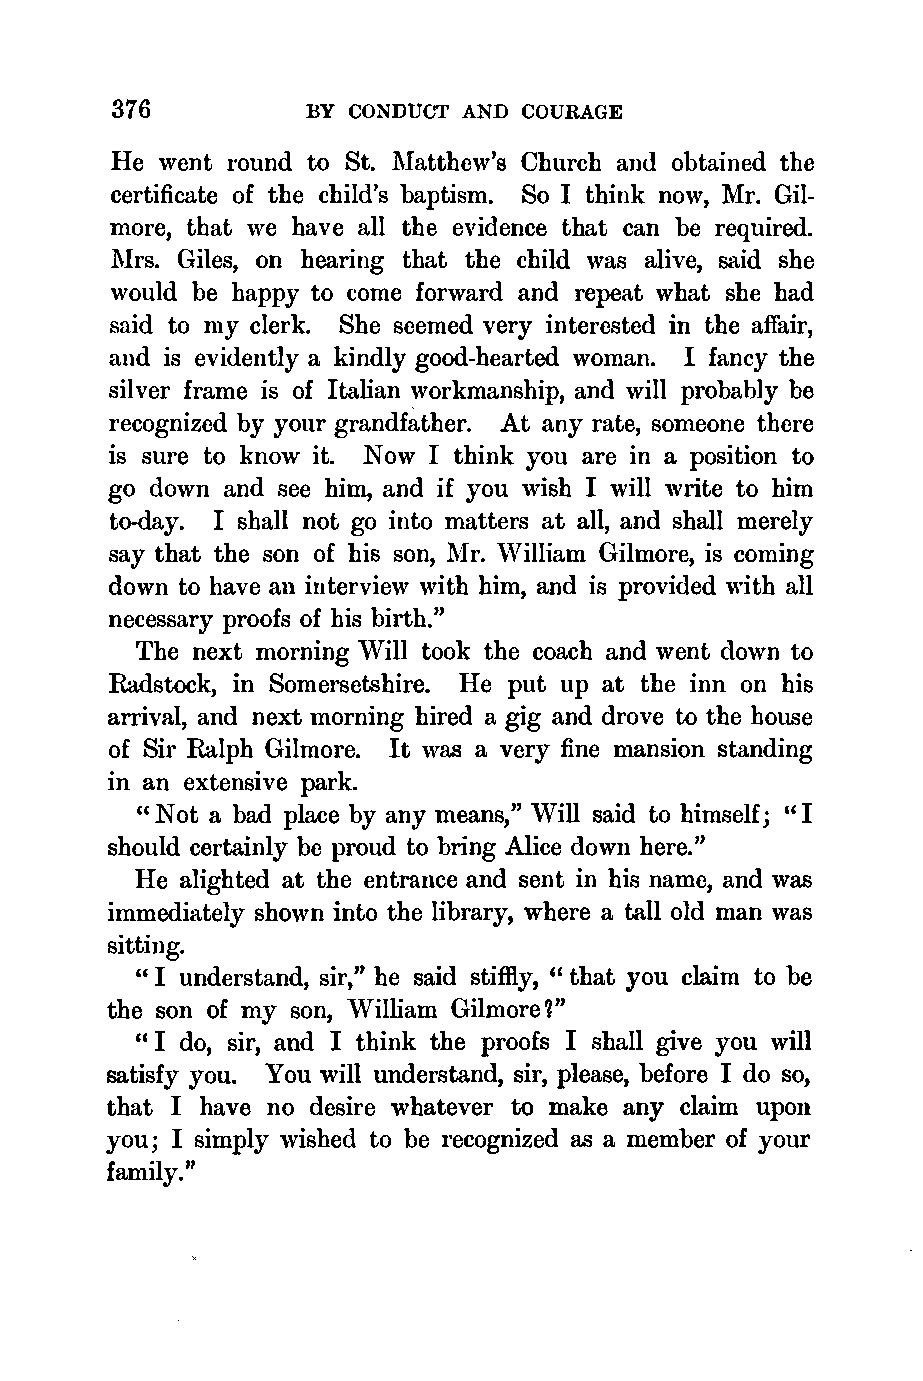 376 BY CONDUCT AND COURAGE
He went round to St. Matthew's Church and obtained the
certificate of the child's baptism. So I think now, Mr. Gil-
more, that we have all the evidence that can be required.
Mrs. Giles, on hearing that the child was alive, said she
would be happy to come forward and repeat what she had
said to my clerk. She seemed very interested in the affair,
and is evidently a kindly good-hearted woman. I fancy the
silver frame is of Italian workmanship, and will probably be
recognized by your grandfather. At any rate, someone there
is sure to know it. Now I think you are in a position to
go down and see him, and if you wish I will write to him
to-day. I shall not go into matters at all, and shall merely
say that the son of his son, Mr. William Gilmore, is coming
down to have an interview with him, and is provided with all
necessary proofs of his birth."
The next morning Will took the coach and went down to
Radstock, in Somersetshire. He put up at the inn on his
arrival, and next morning hired a gig and drove to the house
of Sir Ralph Gilmore. It was a very fine mansion standing
in an extensive park.
"Not a bad place by any means," Will said to himself; "I
should certainly be proud to bring Alice down here."
He alighted at the entrance and sent in his name, and was
immediately shown into the library, where a tall old man was
sitting.
"I understand, sir," he said stiffly, "that you claim to be
the son of my son, William Gilmore?"
"I do, sir, and I think the proofs I shall give you will
satisfy you. You will understand, sir, please, before I do so,
that I have no desire whatever to make any claim upon
you; I simply wished to be recognized as a member of your
family."